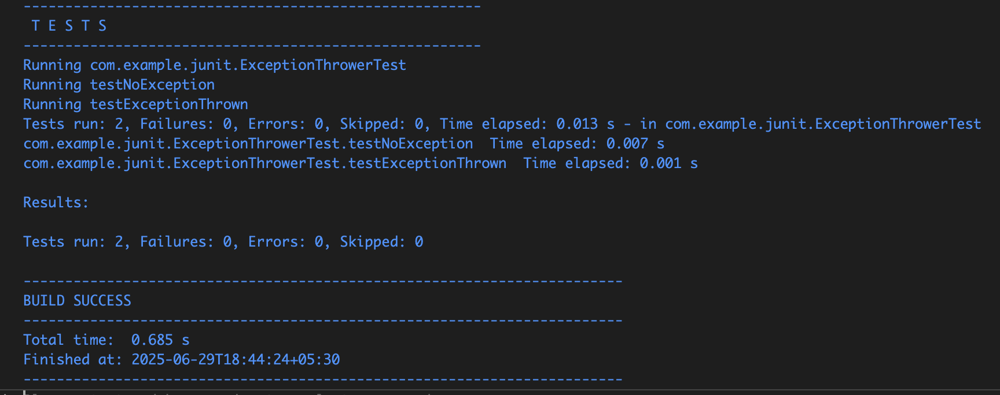 -------------------------------------------------------
 T E S T S
-------------------------------------------------------
Running com.example.junit.ExceptionThrowerTest
Running testNoException
Running testExceptionThrown
Tests run: 2, Failures: 0, Errors: 0, Skipped: 0, Time elapsed: 0.013 s - in com.example.junit.ExceptionThrowerTest
com.example.junit.ExceptionThrowerTest.testNoException  Time elapsed: 0.007 s
com.example.junit.ExceptionThrowerTest.testExceptionThrown  Time elapsed: 0.001 s

Results:

Tests run: 2, Failures: 0, Errors: 0, Skipped: 0

------------------------------------------------------------------------
BUILD SUCCESS
------------------------------------------------------------------------
Total time:  0.685 s
Finished at: 2025-06-29T18:44:24+05:30
------------------------------------------------------------------------